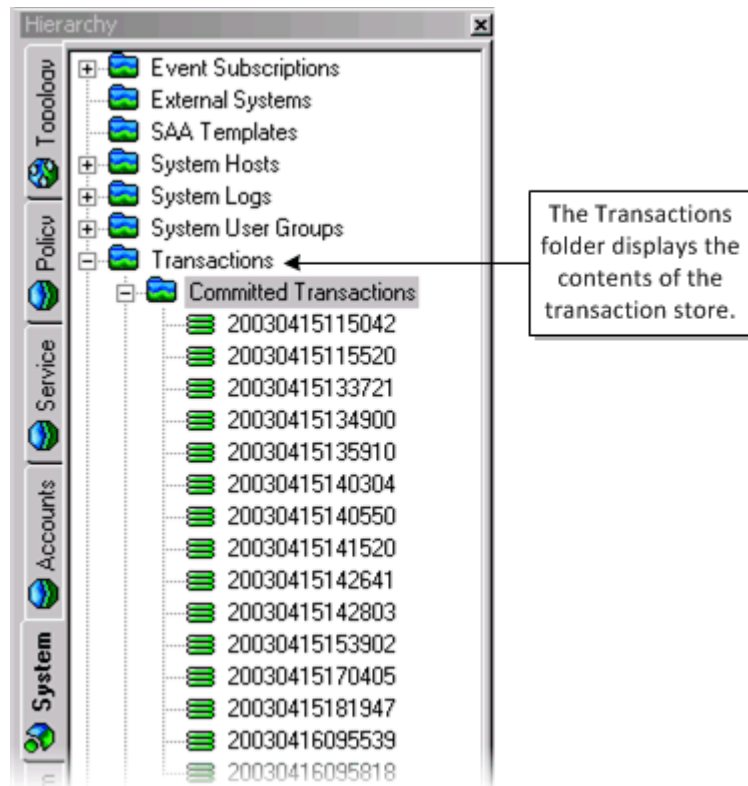 Hierarchy
Topology
Policy
Service
Accounts
System
Event Subscriptions
External Systems
SAA Templates
System Hosts
System Logs
System User Groups
Transactions
Committed Transactions
20030415115042
20030415115520
20030415133721
20030415134900
20030415135910
20030415140304
20030415140550
20030415141520
20030415142641
20030415142803
20030415153902
20030415170405
20030415181947
20030416095539
20030416095818
The Transactions
folder displays the
contents of the
transaction store.